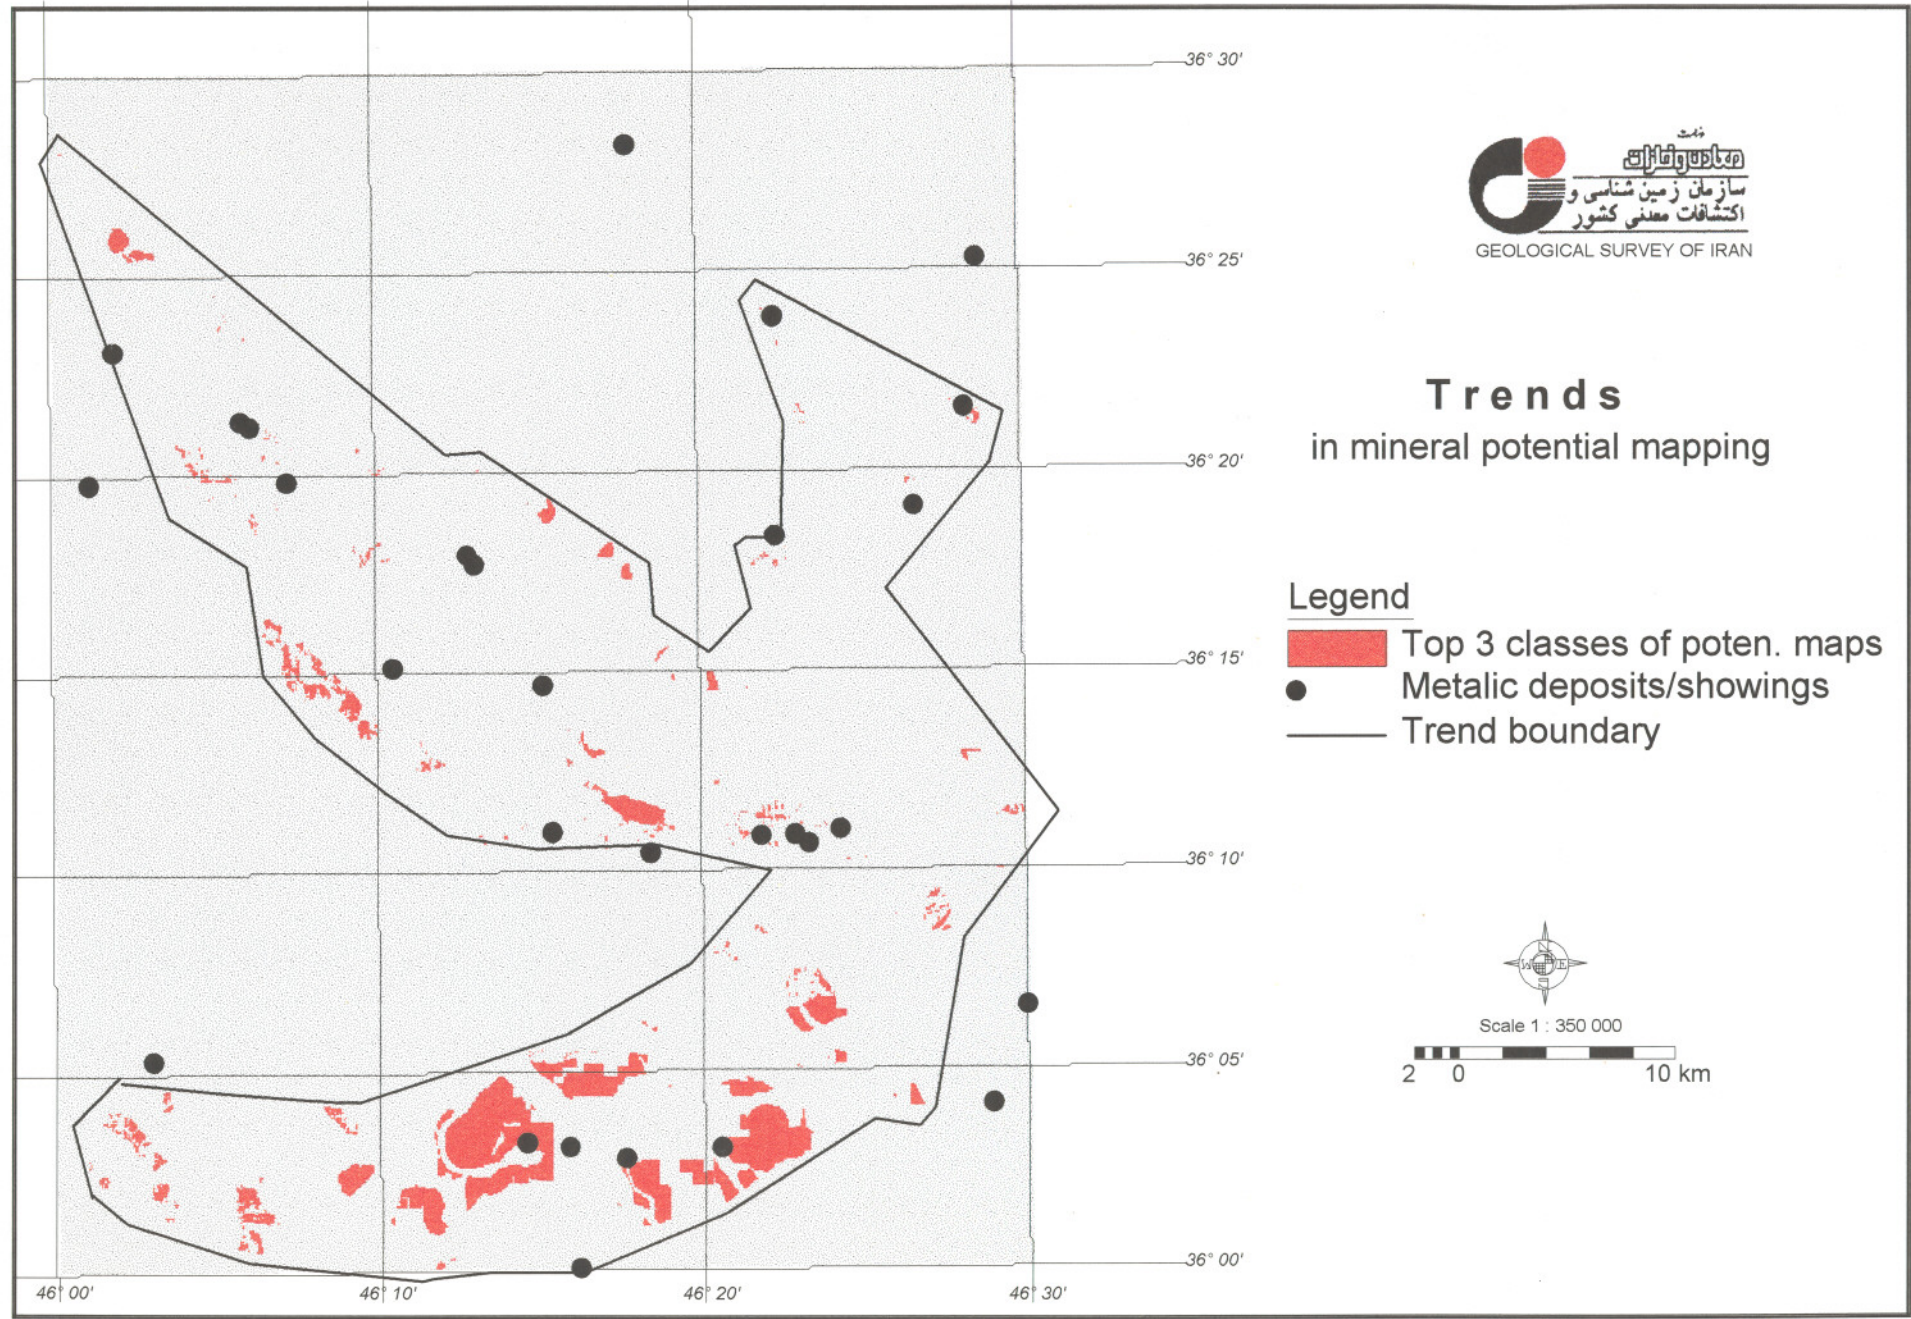 36° 30'
وزارت
معادن و فلزات
سازمان زمین شناسی و
اکتشافات معدنی کشور
GEOLOGICAL SURVEY OF IRAN
36° 25'
Trends
in mineral potential mapping
36° 20'
Legend
Top 3 classes of poten. maps
Metalic deposits/showings
Trend boundary
36° 15'
36° 10'
N
W E
Scale 1 : 350 000
2 0 10 km
36° 05'
36° 00'
46° 00' 46° 10' 46° 20' 46° 30'